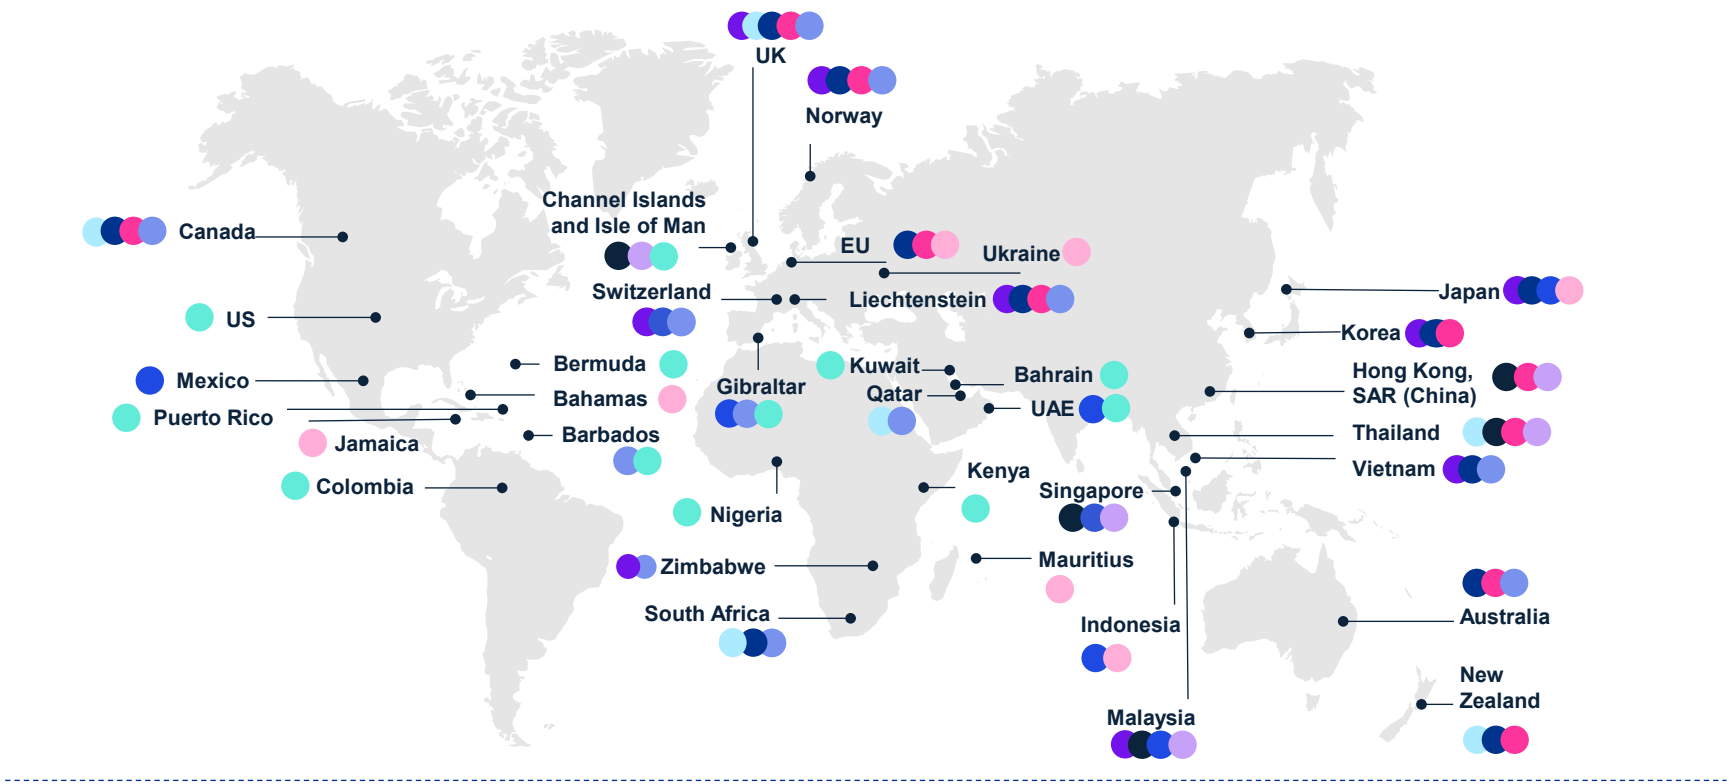 UK
Norway
Channel Islands
and Isle of Man
Canada
EU
Ukraine
Switzerland
Liechtenstein
Japan
US
Korea
Bermuda
Kuwait
Bahrain
Hong Kong,
SAR (China)
Mexico
Gibraltar
Qatar
Bahamas
UAE
Puerto Rico
Barbados
Thailand
Jamaica
Vietnam
Kenya
Colombia
Singapore
Nigeria
Zimbabwe
Mauritius
South Africa
Indonesia
Australia
New
Zealand
Malaysia